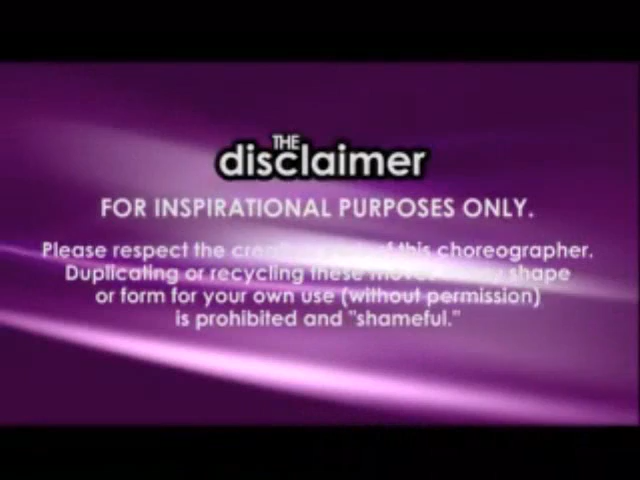 THE
disclaimer
FOR INSPIRATIONAL PURPOSES ONLY.
Please respect the of this choreographer.
Duplicating or recycling these moves shape
or form for your own use (without permission)
is prohibited and "shameful."